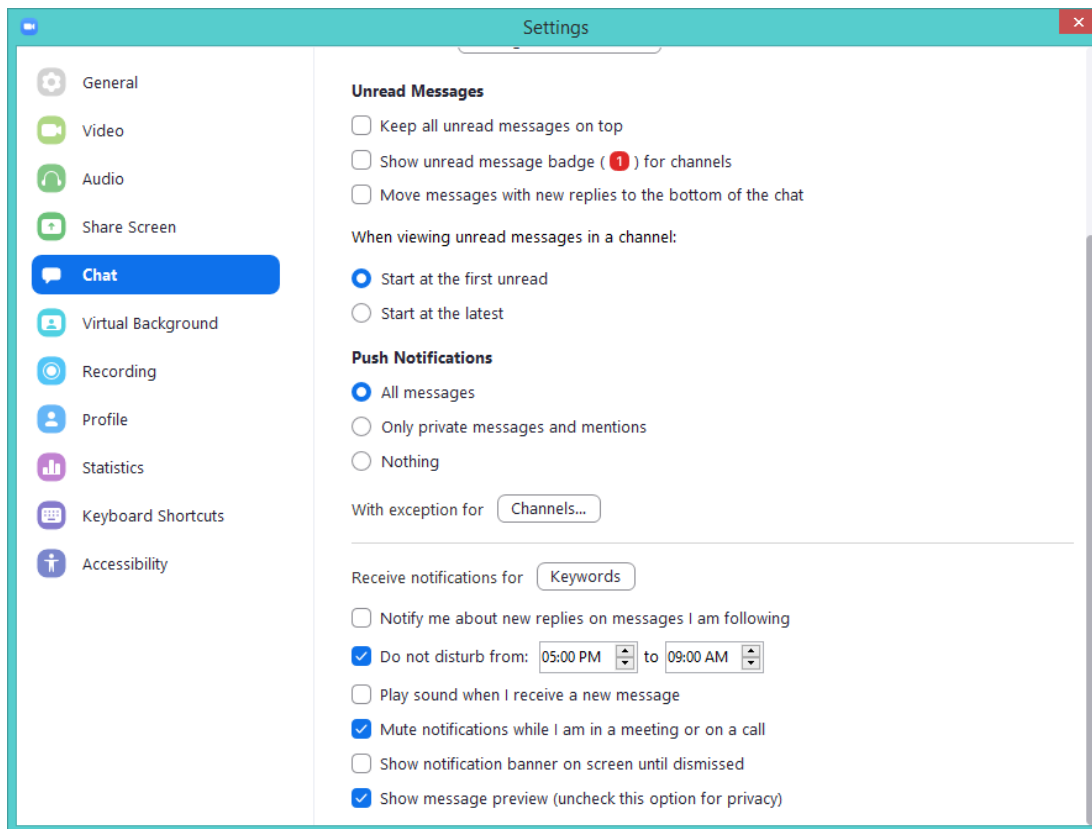 Settings
General
Video
Audio
Share Screen
Chat
Virtual Background
Recording
Profile
Statistics
Keyboard Shortcuts
Accessibility
Unread Messages
Keep all unread messages on top
Show unread message badge ( 1 ) for channels
Move messages with new replies to the bottom of the chat
When viewing unread messages in a channel:
Start at the first unread
Start at the latest
Push Notifications
All messages
Only private messages and mentions
Nothing
With exception for Channels...
Receive notifications for Keywords
Notify me about new replies on messages I am following
Do not disturb from: 05:00 PM to 09:00 AM
Play sound when I receive a new message
Mute notifications while I am in a meeting or on a call
Show notification banner on screen until dismissed
Show message preview (uncheck this option for privacy)